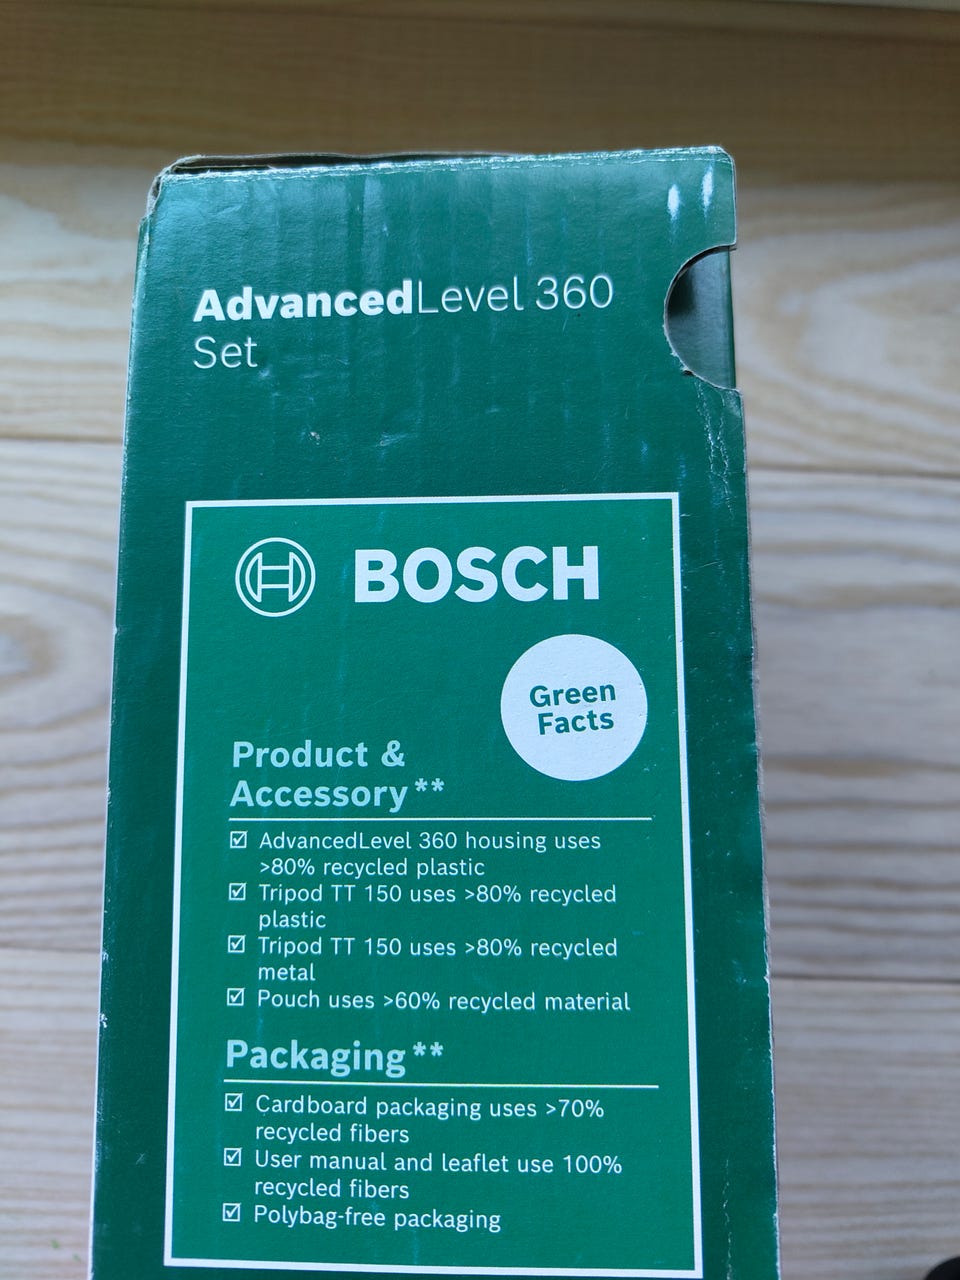 AdvancedLevel 360
Set
BOSCH
Green
Facts
Product &
Accessory**
☑ AdvancedLevel 360 housing uses
>80% recycled plastic
☑ Tripod TT 150 uses >80% recycled
plastic
☑ Tripod TT 150 uses >80% recycled
metal
☑ Pouch uses >60% recycled material
Packaging**
☑ Cardboard packaging uses >70%
recycled fibers
☑ User manual and leaflet use 100%
recycled fibers
☑ Polybag-free packaging